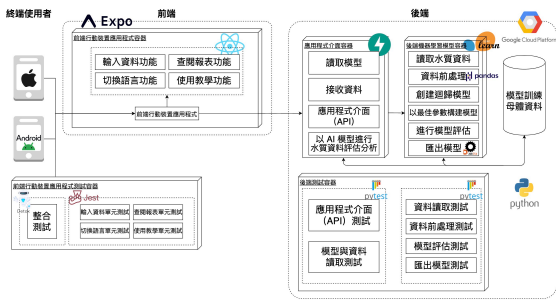 終端使用者
前端
後端
Expo
Google Cloud Platform
前端行動裝置應用程式容器
輸入資料功能
查閱報表功能
切換語言功能
使用教學功能
前端行動裝置應用程式
Android
應用程式介面容器
讀取模型
接收資料
應用程式介面
（API）
以 AI 模型進行
水質資料評估分析
後端機器學習模型容器
learn
讀取水質資料
資料前處理
pandas
創建迴歸模型
以最佳參數構建模型
進行模型評估
匯出模型
模型訓練
母體資料
python
前端行動裝置應用程式測試容器
Detox
Jest
整合
測試
輸入資料單元測試
查閱報表單元測試
切換語言單元測試
使用教學單元測試
後端測試容器
pytest
pytest
應用程式介面
（API）測試
模型與資料
讀取測試
資料讀取測試
資料前處理測試
模型評估測試
匯出模型測試